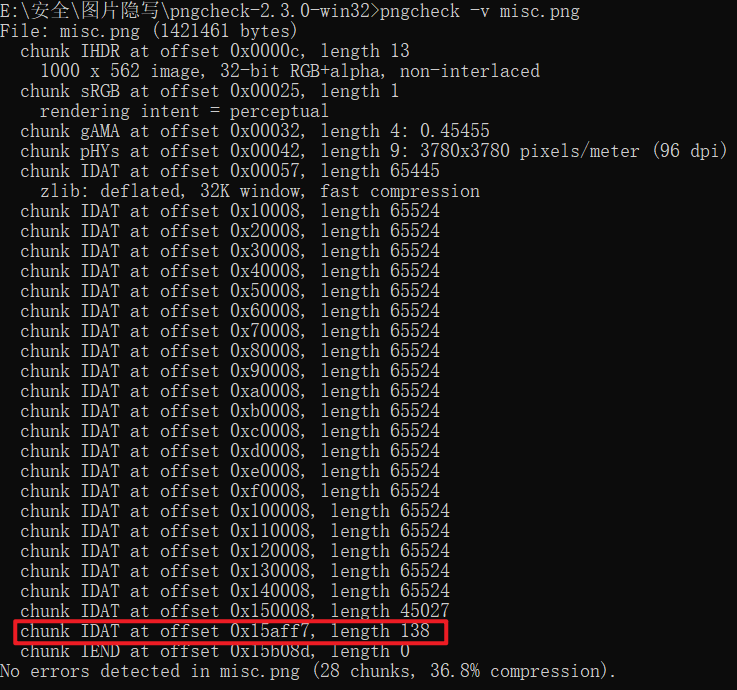 E:\安全\图片隐写\pngcheck-2.3.0-win32>pngcheck -v misc.png
File: misc.png (1421461 bytes)
chunk IHDR at offset 0x0000c, length 13
1000 x 562 image, 32-bit RGB+alpha, non-interlaced
chunk sRGB at offset 0x00025, length 1
rendering intent = perceptual
chunk gAMA at offset 0x00032, length 4: 0.45455
chunk pHYs at offset 0x00042, length 9: 3780x3780 pixels/meter (96 dpi)
chunk IDAT at offset 0x00057, length 65445
zlib: deflated, 32K window, fast compression
chunk IDAT at offset 0x10008, length 65524
chunk IDAT at offset 0x20008, length 65524
chunk IDAT at offset 0x30008, length 65524
chunk IDAT at offset 0x40008, length 65524
chunk IDAT at offset 0x50008, length 65524
chunk IDAT at offset 0x60008, length 65524
chunk IDAT at offset 0x70008, length 65524
chunk IDAT at offset 0x80008, length 65524
chunk IDAT at offset 0x90008, length 65524
chunk IDAT at offset 0xa0008, length 65524
chunk IDAT at offset 0xb0008, length 65524
chunk IDAT at offset 0xc0008, length 65524
chunk IDAT at offset 0xd0008, length 65524
chunk IDAT at offset 0xe0008, length 65524
chunk IDAT at offset 0xf0008, length 65524
chunk IDAT at offset 0x100008, length 65524
chunk IDAT at offset 0x110008, length 65524
chunk IDAT at offset 0x120008, length 65524
chunk IDAT at offset 0x130008, length 65524
chunk IDAT at offset 0x140008, length 65524
chunk IDAT at offset 0x150008, length 45027
chunk IDAT at offset 0x15aff7, length 138
chunk IEND at offset 0x15b08d, length 0
No errors detected in misc.png (28 chunks, 36.8% compression).